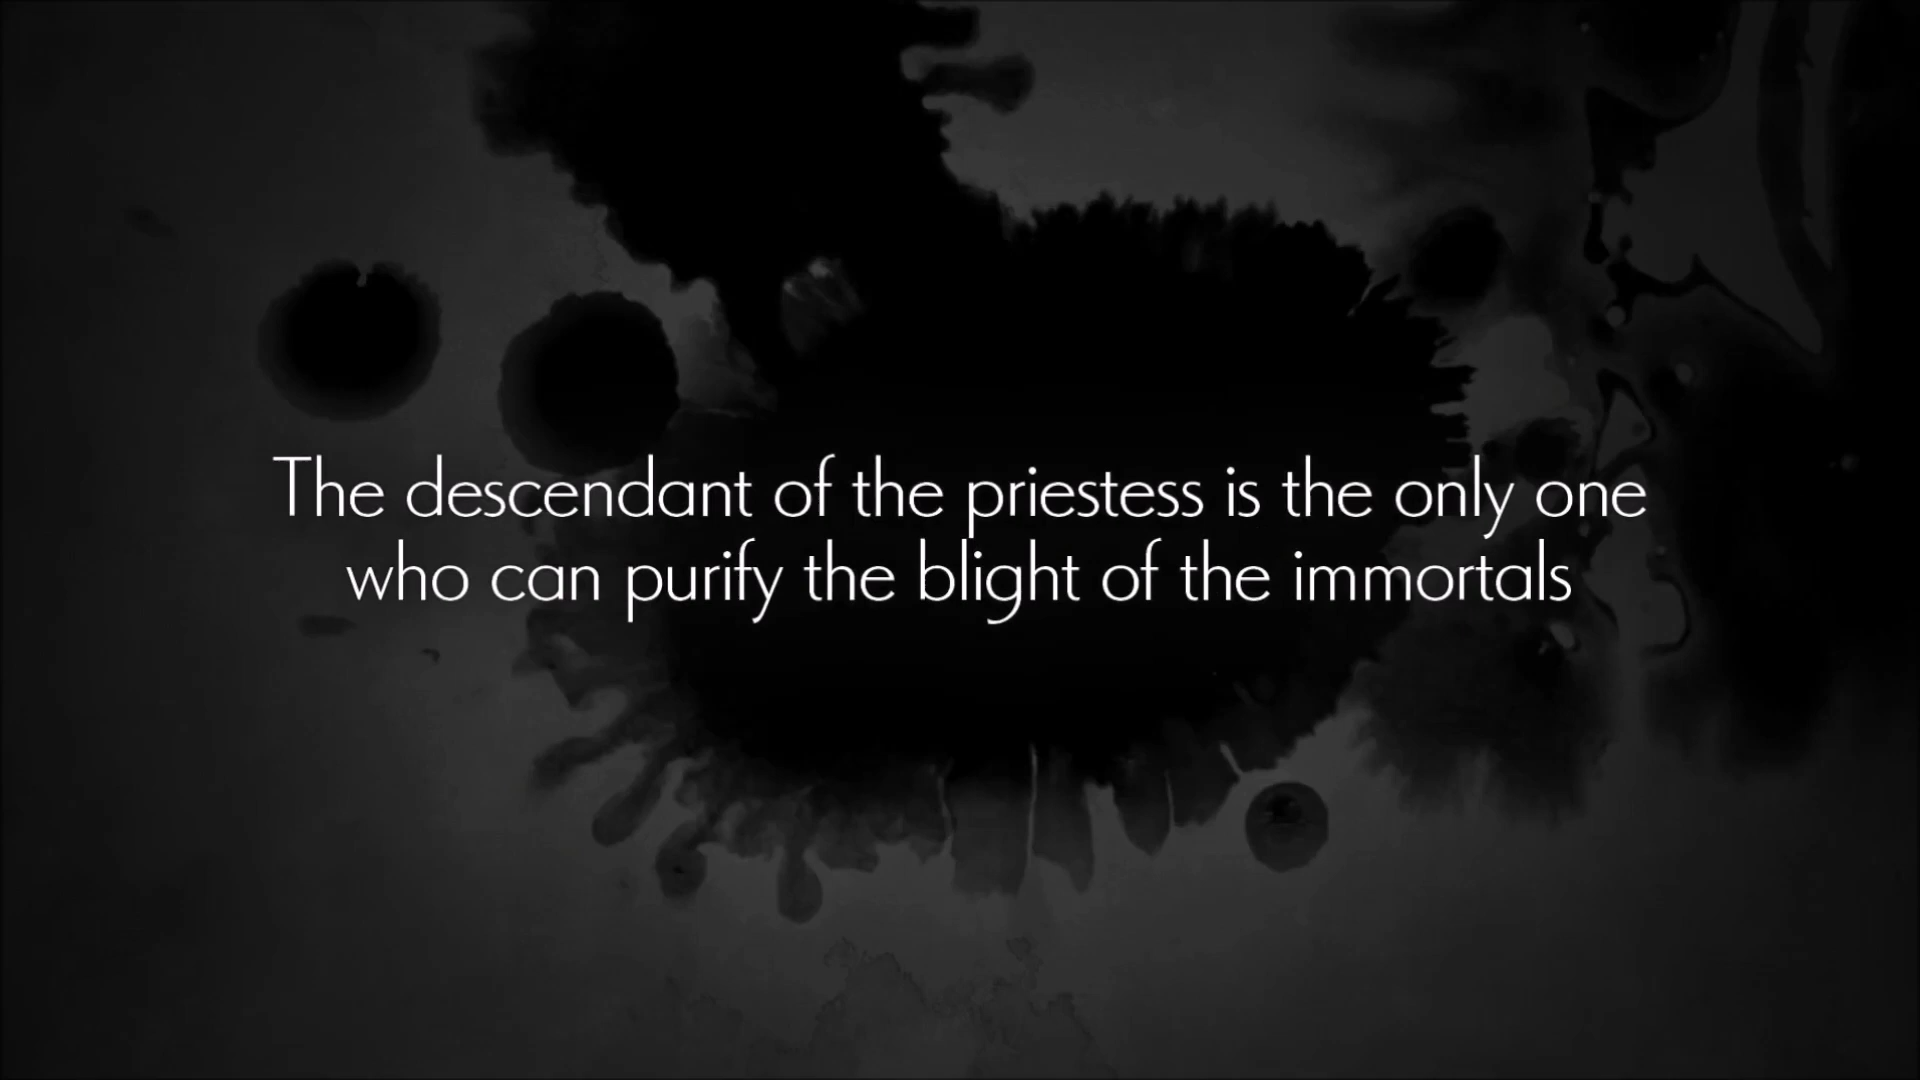 The descendant of the priestess is the only one
who can purify the blight of the immortals